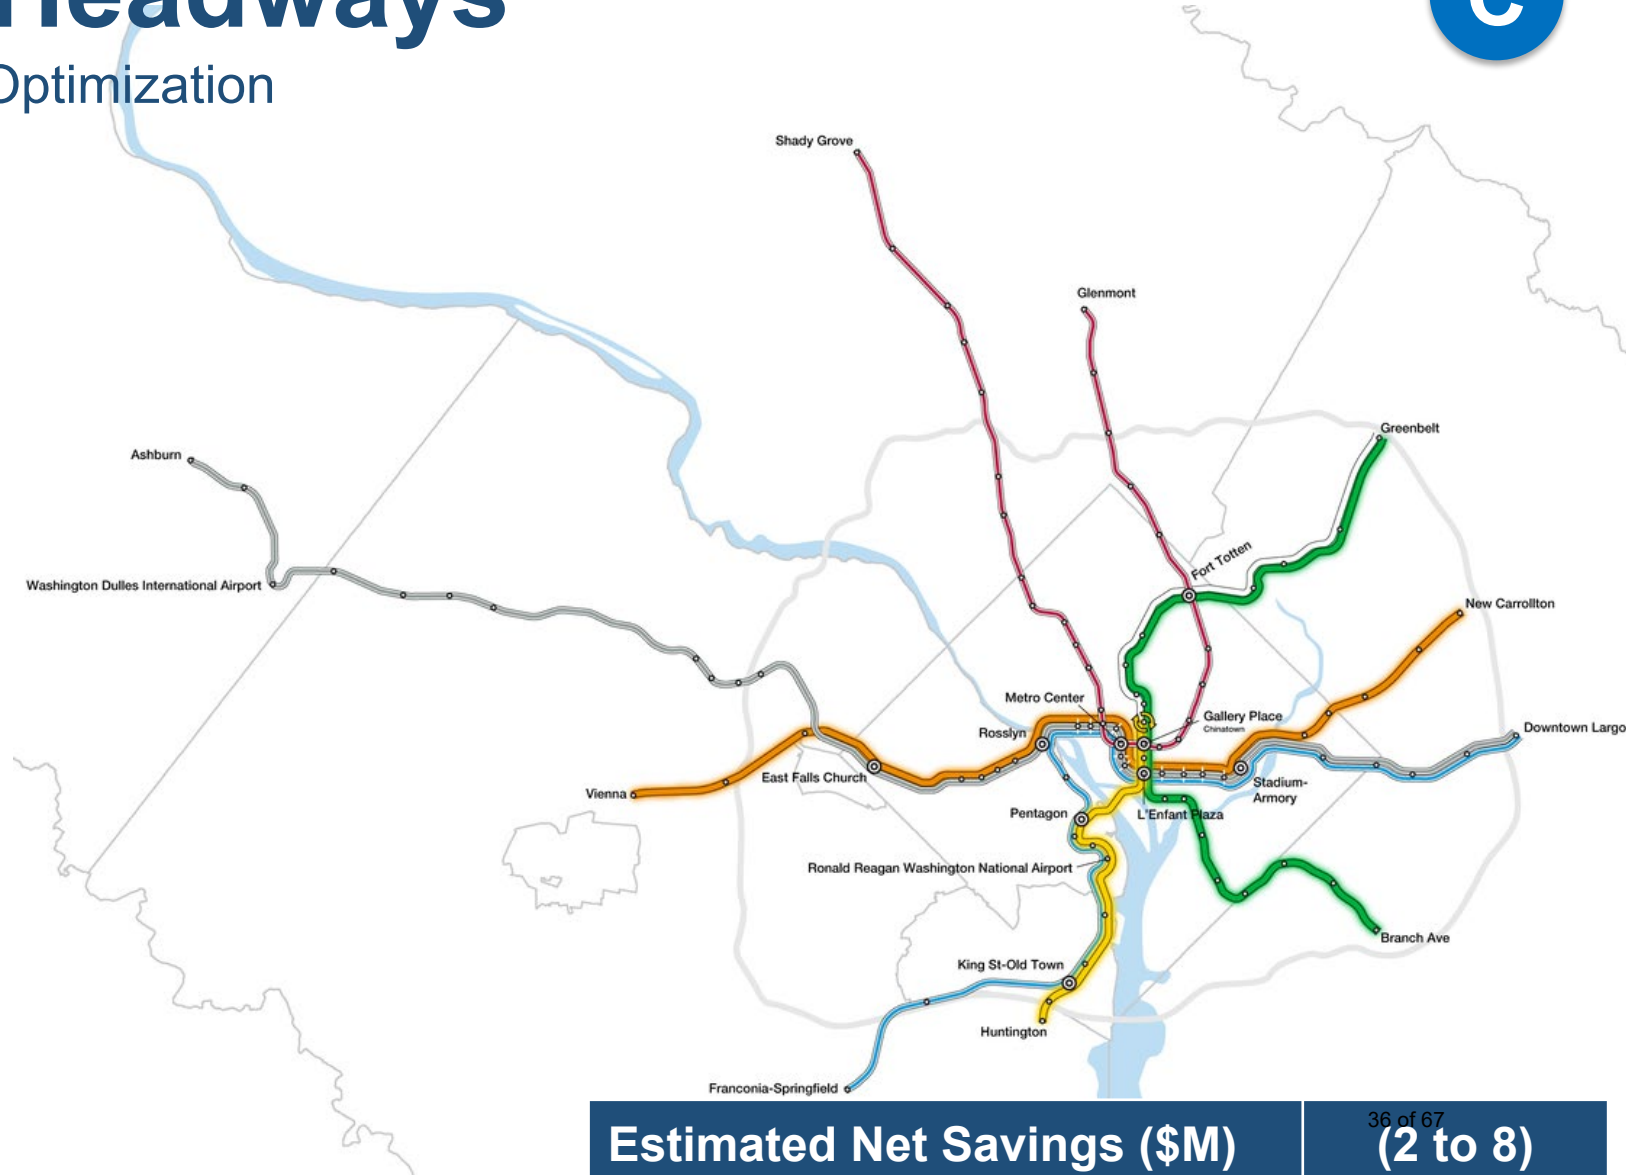 Headways
C
Optimization
Shady Grove
Glenmont
Greenbelt
Ashburn
Fort Totten
Washington Dulles International Airport
New Carrollton
Metro Center
Gallery Place
Chinatown
Rosslyn
Downtown Largo
East Falls Church
Stadium-
Armory
Vienna
Pentagon
L'Enfant Plaza
Ronald Reagan Washington National Airport
Branch Ave
King St-Old Town
Huntington
Franconia-Springfield
36 of 67
Estimated Net Savings ($M)
(2 to 8)